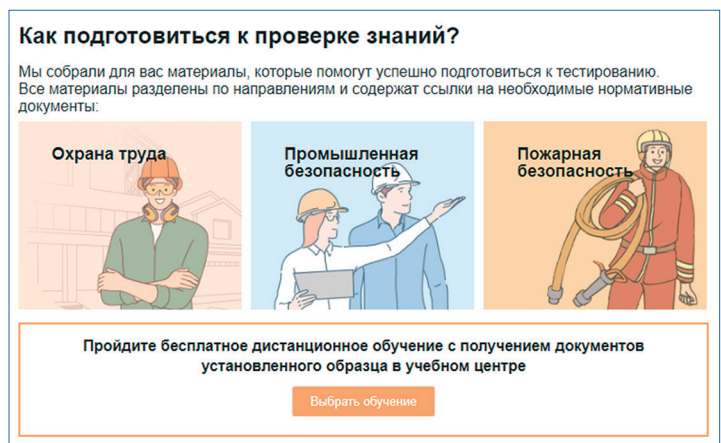 Как подготовиться к проверке знаний?
Мы собрали для вас материалы, которые помогут успешно подготовиться к тестированию.
Все материалы разделены по направлениям и содержат ссылки на необходимые нормативные
документы:
Охрана труда
Промышленная
безопасность
Пожарная
безопасность
Пройдите бесплатное дистанционное обучение с получением документов
установленного образца в учебном центре
Выбрать обучение